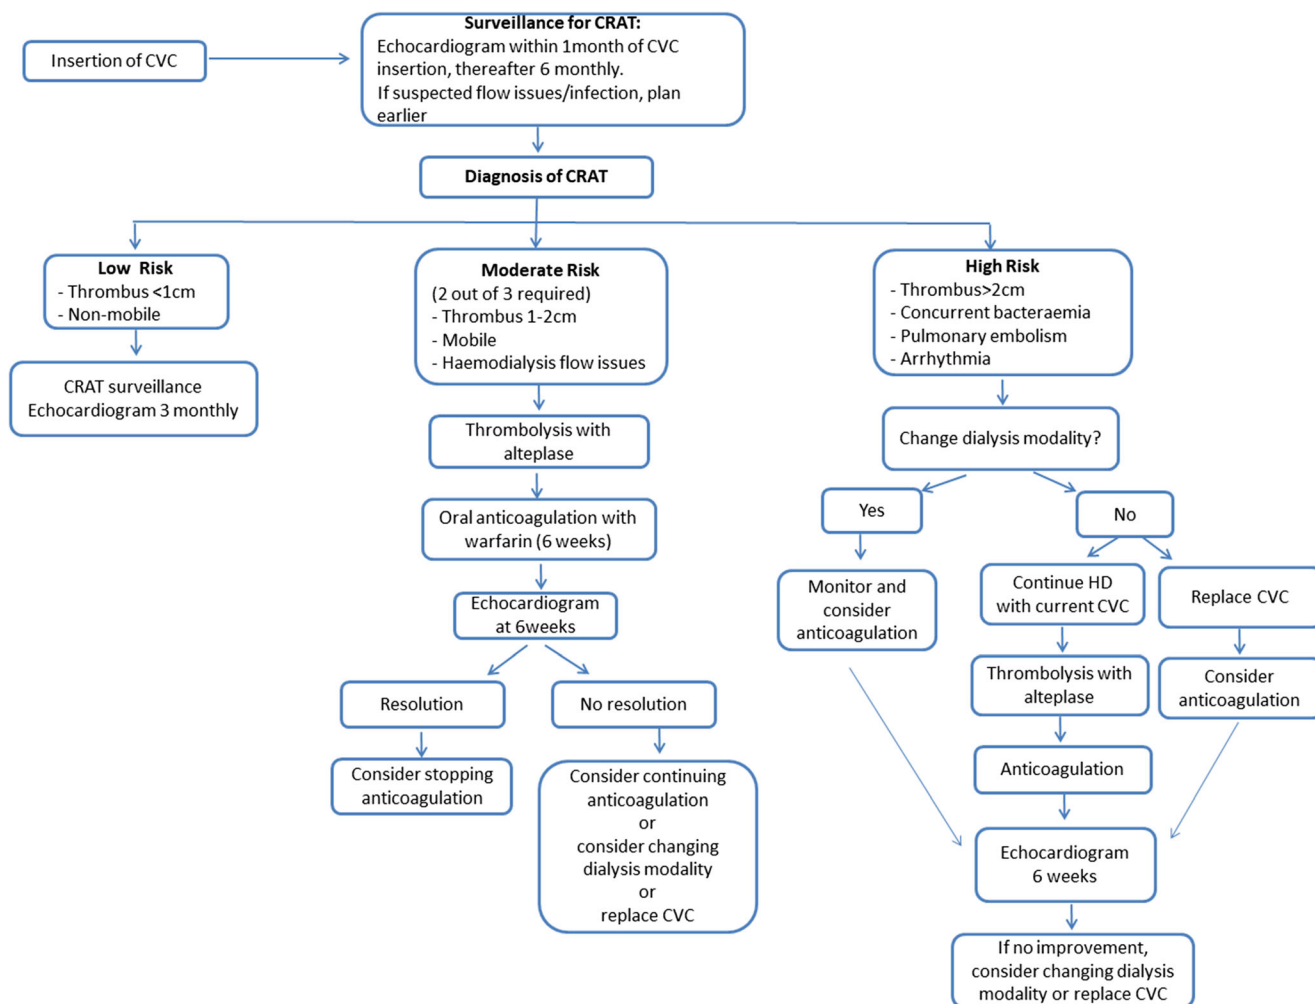 Insertion of CVC
Surveillance for CRAT:
Echocardiogram within 1month of CVC
insertion, thereafter 6 monthly.
If suspected flow issues/infection, plan
earlier
Diagnosis of CRAT
Low  Risk
- Thrombus <1cm
- Non-mobile
CRAT surveillance
Echocardiogram 3 monthly
Moderate Risk
(2 out of 3 required)
- Thrombus 1-2cm
- Mobile
- Haemodialysis flow issues
Thrombolysis with
alteplase
Oral anticoagulation with
warfarin (6 weeks)
Echocardiogram
at 6weeks
Resolution
Consider stopping
anticoagulation
No resolution
Consider continuing
anticoagulation
or
consider changing
dialysis modality
or
replace CVC
High Risk
- Thrombus>2cm
- Concurrent bacteraemia
- Pulmonary embolism
- Arrhythmia
Change dialysis modality?
Yes
Monitor and
consider
anticoagulation
No
Continue HD
with current CVC
Thrombolysis with
alteplase
Anticoagulation
Replace CVC
Consider
anticoagulation
Echocardiogram
6 weeks
If no improvement,
consider changing dialysis
modality or replace CVC